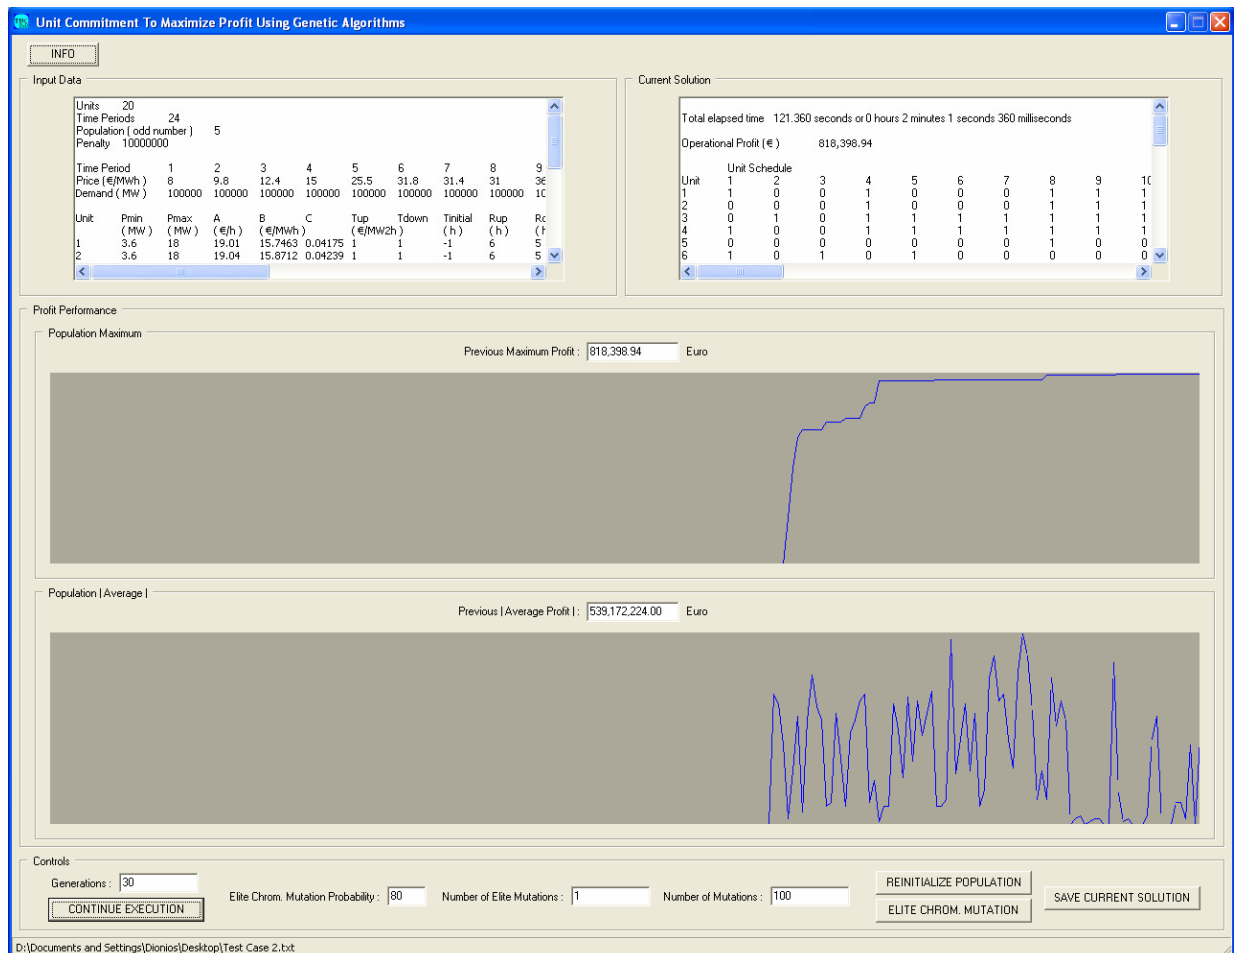 Unit Commitment To Maximize Profit Using Genetic Algorithms
INFO
Input Data
Units 20
Time Periods 24
Population ( odd number ) 5
Penalty 10000000
Time Period 1 2 3 4 5 6 7 8 9
Price (€/MWh ) 8 9.8 12.4 15 25.5 31.8 31.4 31
Demand ( MW ) 100000 100000 100000 100000 100000 100000 100000 100000
Unit Pmin Pmax A B C Tup Tdown Tinitial Rup
( MW ) ( MW ) ( €/h ) ( €/MWh ) ( €/MW2h ) ( h ) ( h ) ( h )
1 3.6 18 19.01 15.7463 0.04175 1 1 -1 6 5
2 3.6 18 19.04 15.8712 0.04239 1 1 -1 6 5
Current Solution
Total elapsed time 121.360 seconds or 0 hours 2 minutes 1 seconds 360 milliseconds
Operational Profit (€ ) 818,398.94
Unit Schedule
Unit 1 2 3 4 5 6 7 8 9 10
1 1 0 0 1 0 0 0 1 1 1
2 0 0 0 1 0 0 0 1 1 1
3 0 1 0 1 1 1 1 1 1 1
4 1 0 0 1 1 1 1 1 1 1
5 0 0 0 0 0 0 0 1 0 0
6 1 0 1 0 1 0 0 0 0 0
Profit Performance
Population Maximum
Previous Maximum Profit : 818,398.94 Euro
Population | Average |
Previous | Average Profit | : 539,172,224.00 Euro
Controls
Generations : 30
CONTINUE EXECUTION
Elite Chrom. Mutation Probability : 80
Number of Elite Mutations : 1
Number of Mutations : 100
REINITIALIZE POPULATION
ELITE CHROM. MUTATION
SAVE CURRENT SOLUTION
D:\Documents and Settings\Dionios\Desktop\Test Case 2.txt